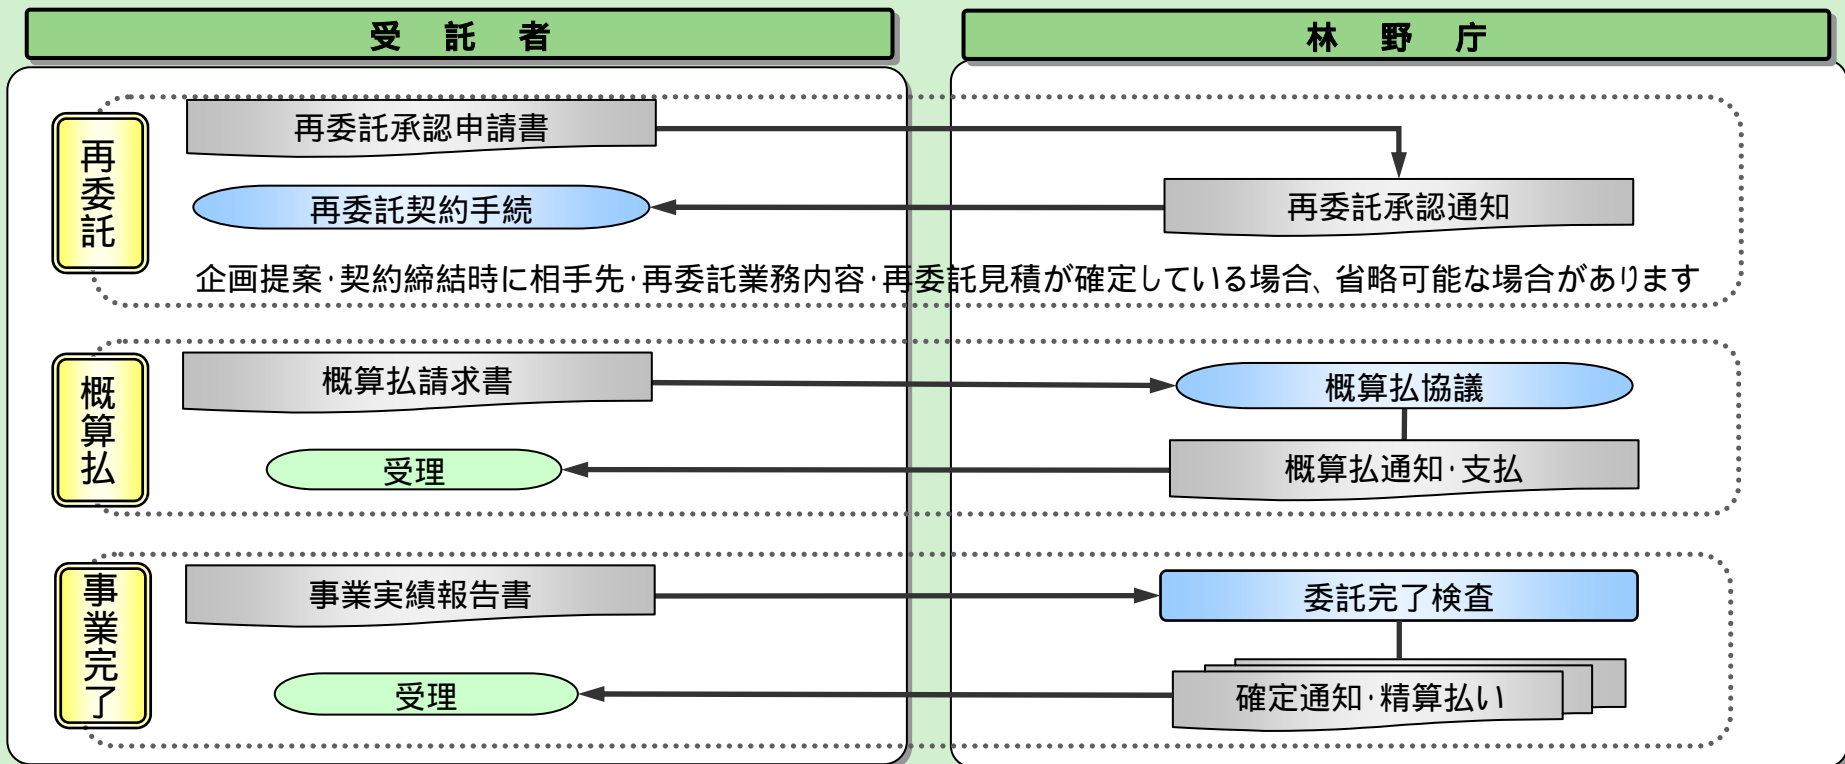 受 託 者
林 野 庁
再委託
再委託承認申請書
再委託契約手続
再委託承認通知
企画提案・契約締結時に相手先・再委託業務内容・再委託見積が確定している場合、省略可能な場合があります
概算払
概算払請求書
概算払協議
受理
概算払通知・支払
事業完了
事業実績報告書
委託完了検査
受理
確定通知・精算払い